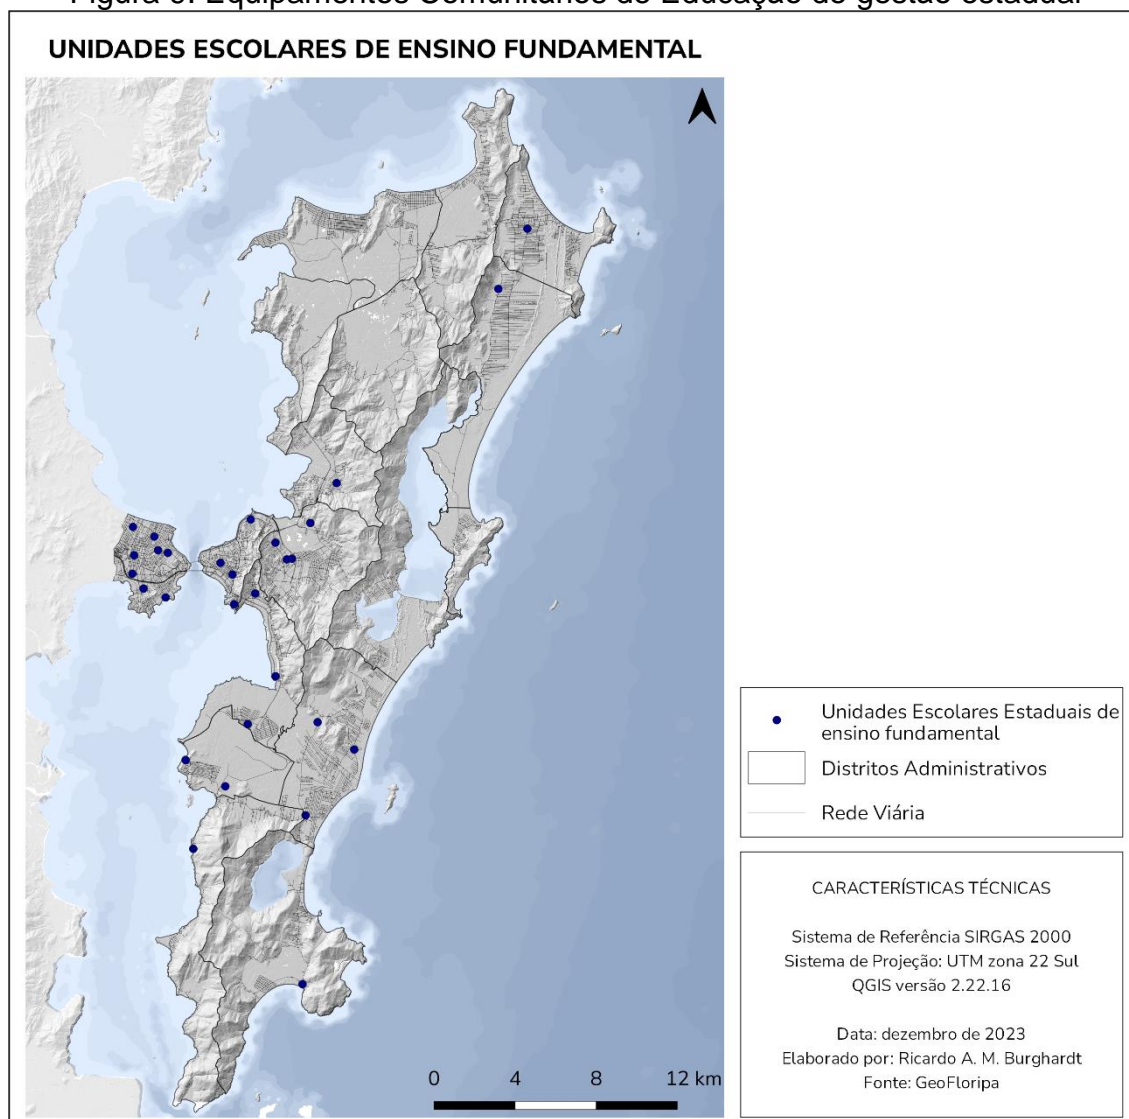 Figura 6: Equipamentos Comunitários de Educação de gestão estadual
UNIDADES ESCOLARES DE ENSINO FUNDAMENTAL
Unidades Escolares Estaduais de
ensino fundamental
Distritos Administrativos
Rede Viária
CARACTERÍSTICAS TÉCNICAS
Sistema de Referência SIRGAS 2000
Sistema de Projeção: UTM zona 22 Sul
QGIS versão 2.22.16
Data: dezembro de 2023
Elaborado por: Ricardo A. M. Burghardt
Fonte: GeoFloripa
0 4 8 12 km